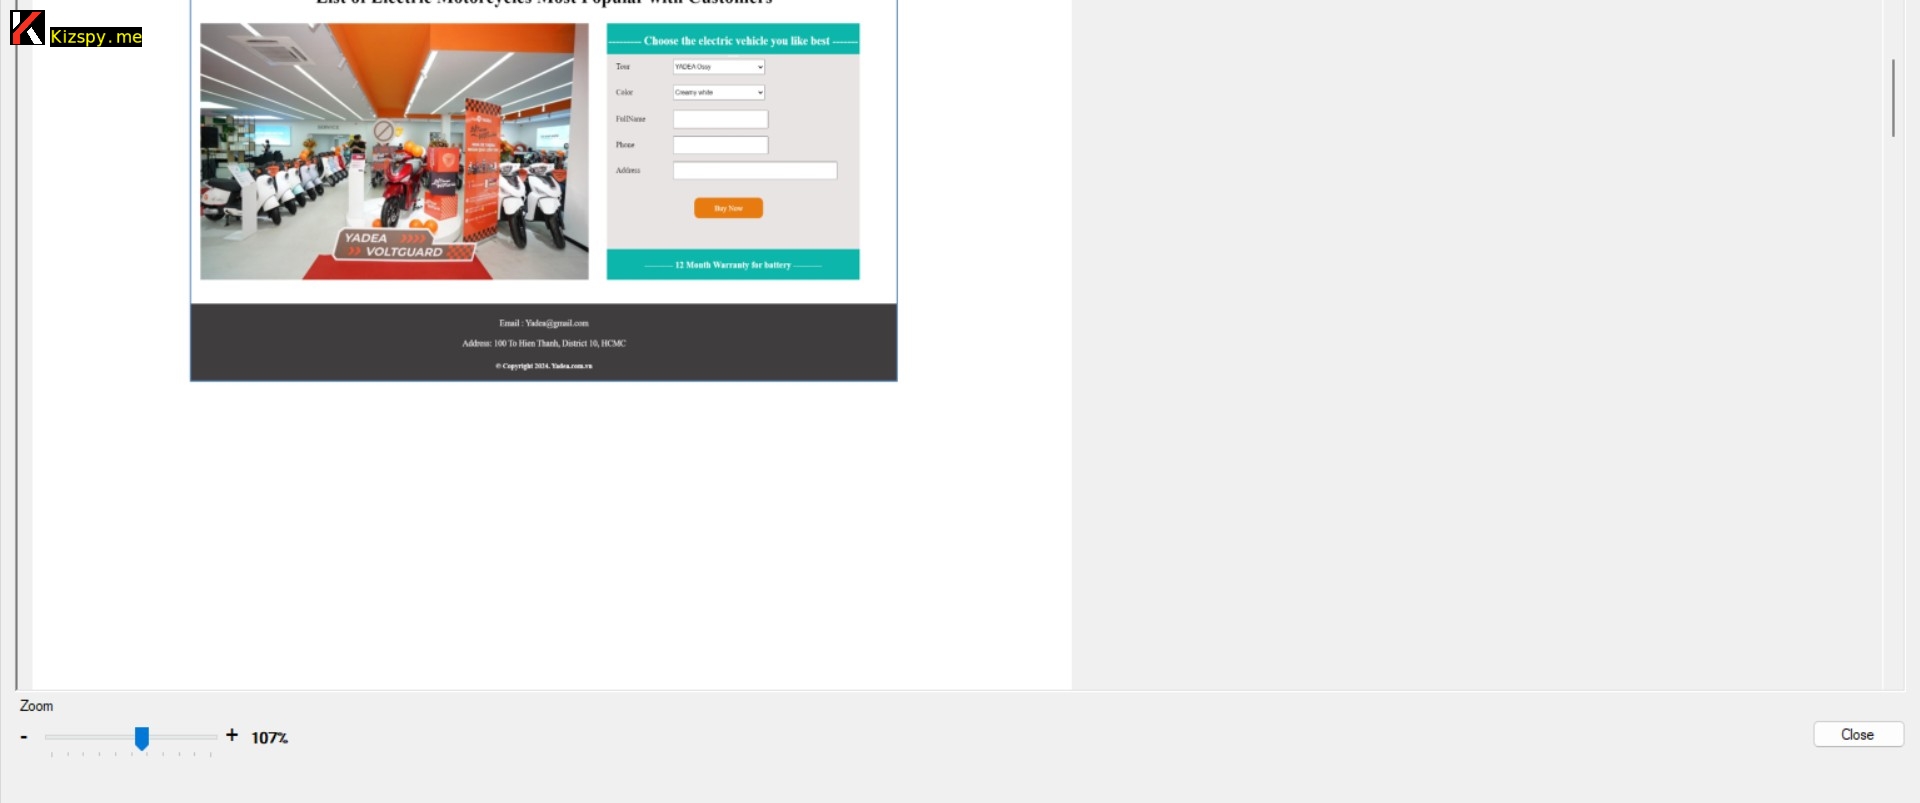 Kizspy.me
List of Electric Motorcycles Most Popular with Customers
SERVICE
YADEA
VOLTGUARD
---------- Choose the electric vehicle you like best --------
Tour
YADEA Ossy
Color
Creamy white
FullName
Phone
Address
Buy Now
---------- 12 Month Warranty for battery ----------
Email : Yadea@gmail.com
Address: 100 To Hien Thanh, District 10, HCMC
© Copyright 2024. Yadea.com.vn
Zoom
- + 107%
Close